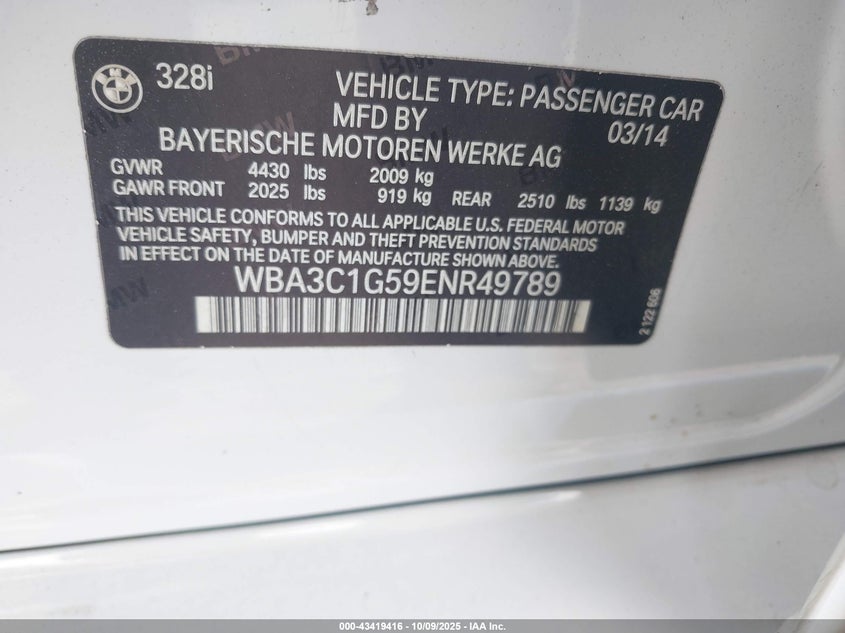 328i
VEHICLE TYPE: PASSENGER CAR
MFD BY 03/14
BAYERISCHE MOTOREN WERKE AG
GVWR 4430 lbs 2009 kg
GAWR FRONT 2025 lbs 919 kg REAR 2510 lbs 1139 kg
THIS VEHICLE CONFORMS TO ALL APPLICABLE U.S. FEDERAL MOTOR
VEHICLE SAFETY, BUMPER AND THEFT PREVENTION STANDARDS
IN EFFECT ON THE DATE OF MANUFACTURE SHOWN ABOVE.
WBA3C1G59ENR49789
2 122 606
000-43419416 | 10/09/2025 - IAA Inc.